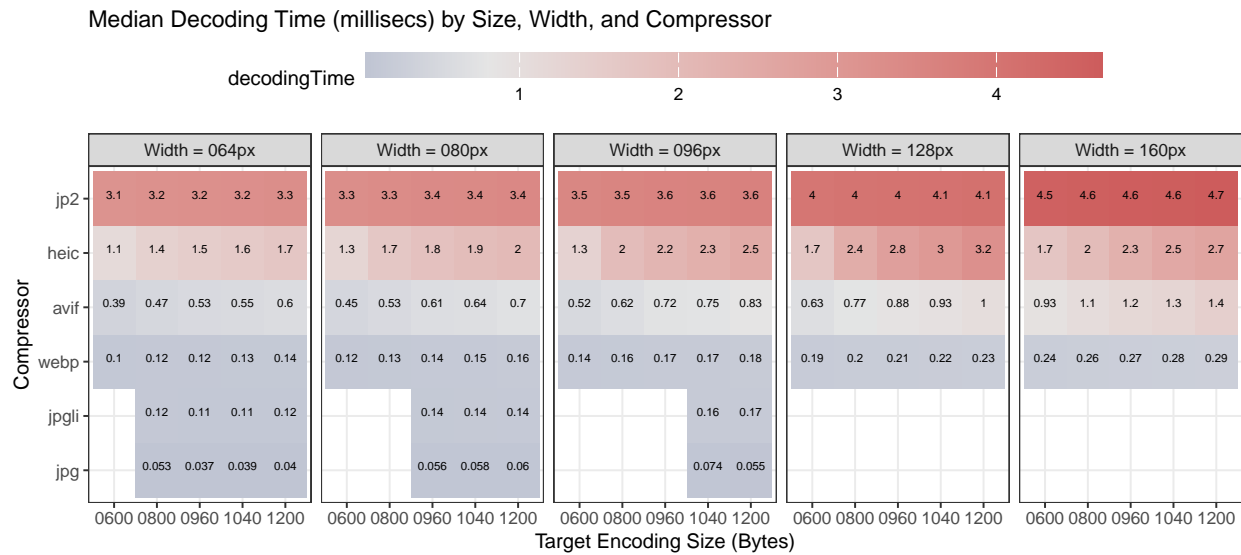 Median Decoding Time (millisecs) by Size, Width, and Compressor
decodingTime
1 2 3 4
Width = 064px Width = 080px Width = 096px Width = 128px Width = 160px
jp2 3.1 3.2 3.2 3.2 3.3 3.3 3.3 3.4 3.4 3.4 3.5 3.5 3.6 3.6 3.6 4 4 4 4.1 4.1 4.5 4.6 4.6 4.6 4.7
heic 1.1 1.4 1.5 1.6 1.7 1.3 1.7 1.8 1.9 2 1.3 2 2.2 2.3 2.5 1.7 2.4 2.8 3 3.2 1.7 2 2.3 2.5 2.7
avif 0.39 0.47 0.53 0.55 0.6 0.45 0.53 0.61 0.64 0.7 0.52 0.62 0.72 0.75 0.83 0.63 0.77 0.88 0.93 1 0.93 1.1 1.2 1.3 1.4
webp 0.1 0.12 0.12 0.13 0.14 0.12 0.13 0.14 0.15 0.16 0.14 0.16 0.17 0.17 0.18 0.19 0.2 0.21 0.22 0.23 0.24 0.26 0.27 0.28 0.29
jpgli 0.12 0.11 0.11 0.12 0.14 0.14 0.14 0.16 0.17
jpg 0.053 0.037 0.039 0.04 0.056 0.058 0.06 0.074 0.055
Compressor
0600 0800 0960 1040 1200 0600 0800 0960 1040 1200 0600 0800 0960 1040 1200 0600 0800 0960 1040 1200 0600 0800 0960 1040 1200
Target Encoding Size (Bytes)